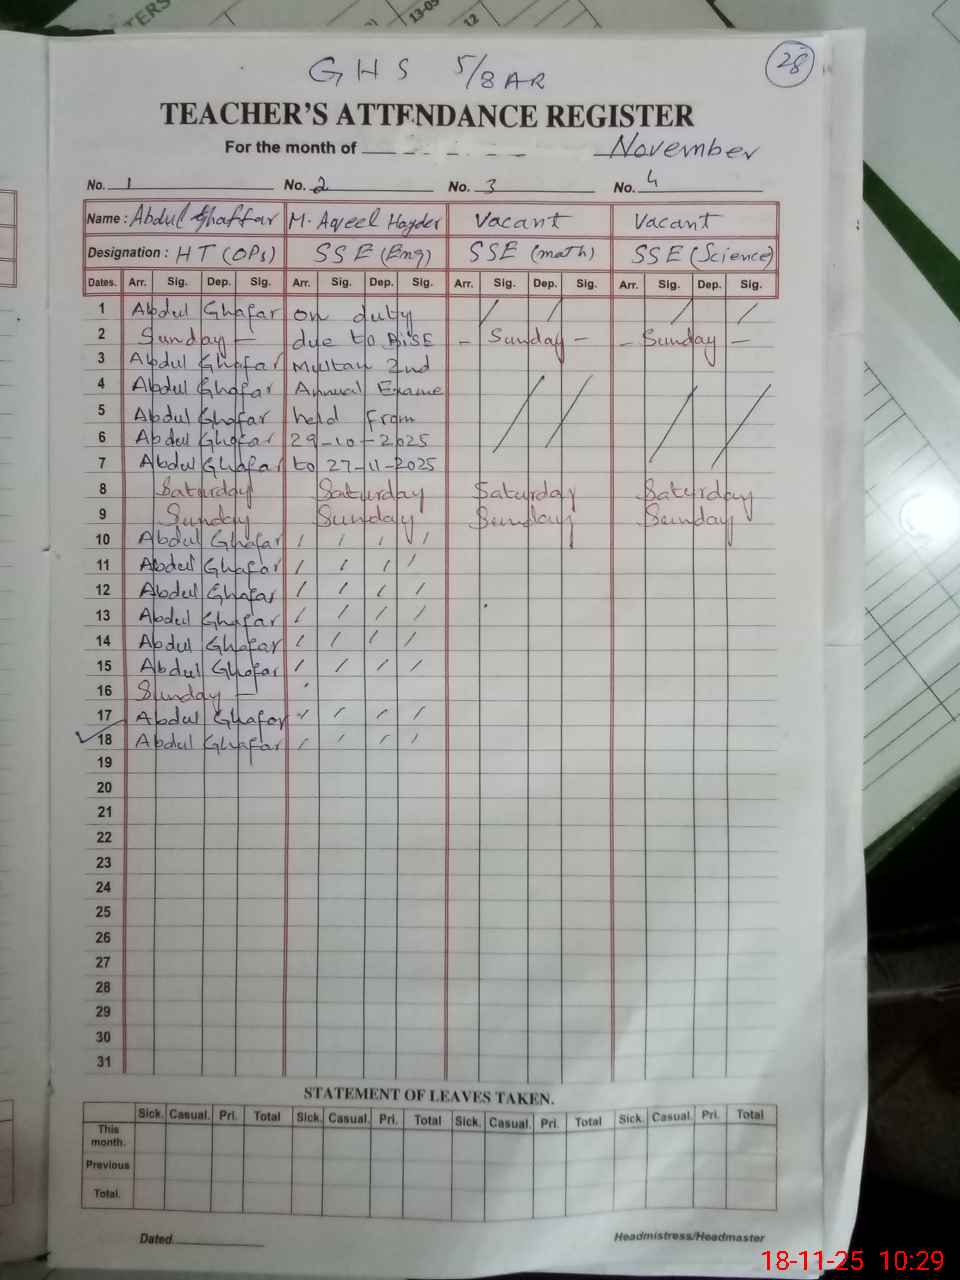 TERS
13-05
12
28
GHS 5/8 AR
TEACHER'S ATTENDANCE REGISTER
For the month of November
No. 1 No. 2 No. 3 No. 4
Name : Abdul Ghaffar M. Aqeel Hayder Vacant Vacant
Designation : HT (OPs) SSE (Eng) SSE (math) SSE (Science)
Dates. Arr. Sig. Dep. Sig. Arr. Sig. Dep. Sig. Arr. Sig. Dep. Sig. Arr. Sig. Dep. Sig.
1 Abdul Ghafar on duty / / / /
2 Sunday – due to BISE – Sunday – – Sunday –
3 Abdul Ghafar Multan 2nd
4 Abdul Ghafar Annual Exame / / / /
5 Abdul Ghafar held from
6 Abdul Ghafar 29-10-2025
7 Abdul Ghafar to 27-11-2025
8 Saturday Saturday Saturday Saturday
9 Sunday Sunday Sunday Sunday
10 Abdul Ghafar / / / /
11 Abdul Ghafar / / / /
12 Abdul Ghafar / / / /
13 Abdul Ghafar / / / /
14 Abdul Ghafar / / / /
15 Abdul Ghafar / / / /
16 Sunday –
17 Abdul Ghafar / / / /
18 Abdul Ghafar / / / /
19
20
21
22
23
24
25
26
27
28
29
30
31
STATEMENT OF LEAVES TAKEN.
Sick. Casual. Pri. Total Sick. Casual. Pri. Total Sick. Casual. Pri. Total Sick. Casual. Pri. Total
This month.
Previous
Total.
Dated Headmistress/Headmaster
18-11-25 10:29